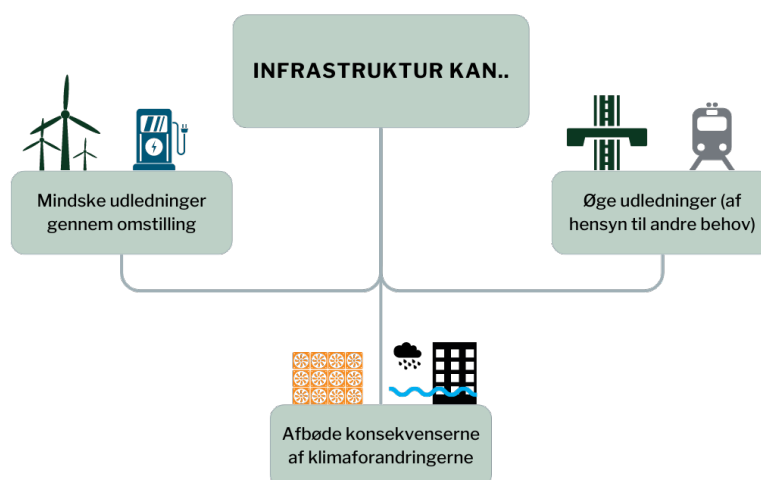 INFRASTRUKTUR KAN..
Mindske udledninger
gennem omstilling
Øge udledninger (af
hensyn til andre behov)
Afbøde konsekvenserne
af klimaforandringerne